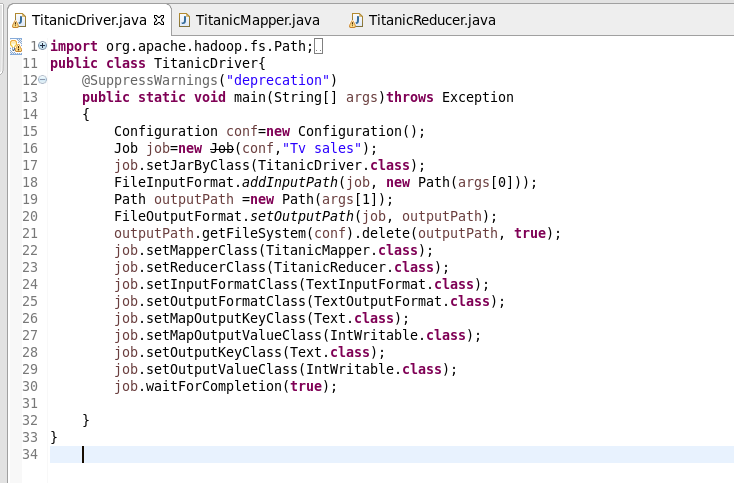 TitanicDriver.java TitanicMapper.java TitanicReducer.java
1 import org.apache.hadoop.fs.Path;
11 public class TitanicDriver{
12     @SuppressWarnings("deprecation")
13     public static void main(String[] args)throws Exception
14     {
15         Configuration conf=new Configuration();
16         Job job=new Job(conf,"Tv sales");
17         job.setJarByClass(TitanicDriver.class);
18         FileInputFormat.addInputPath(job, new Path(args[0]));
19         Path outputPath =new Path(args[1]);
20         FileOutputFormat.setOutputPath(job, outputPath);
21         outputPath.getFileSystem(conf).delete(outputPath, true);
22         job.setMapperClass(TitanicMapper.class);
23         job.setReducerClass(TitanicReducer.class);
24         job.setInputFormatClass(TextInputFormat.class);
25         job.setOutputFormatClass(TextOutputFormat.class);
26         job.setMapOutputKeyClass(Text.class);
27         job.setMapOutputValueClass(IntWritable.class);
28         job.setOutputKeyClass(Text.class);
29         job.setOutputValueClass(IntWritable.class);
30         job.waitForCompletion(true);
31
32     }
33 }
34